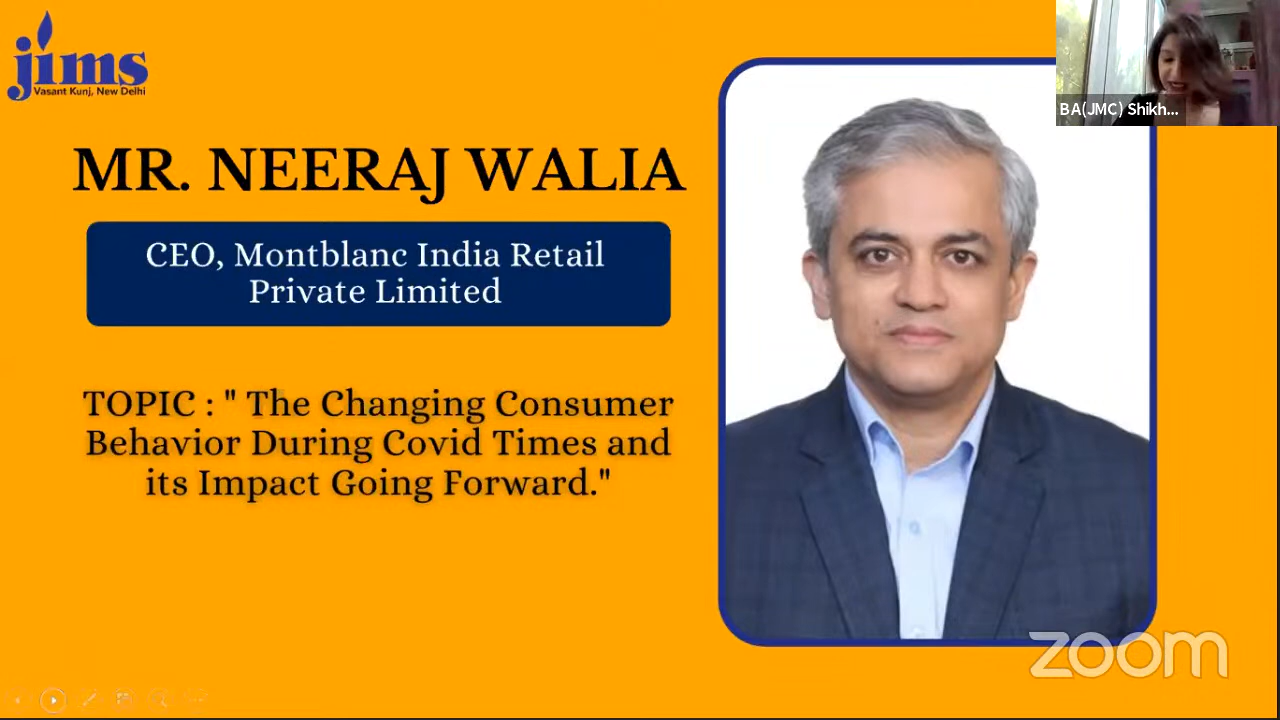 jims
Vasant Kunj, New Delhi
BA(JMC) Shikh...
MR. NEERAJ WALIA
CEO, Montblanc India Retail
Private Limited
TOPIC : " The Changing Consumer
Behavior During Covid Times and
its Impact Going Forward."
zoom